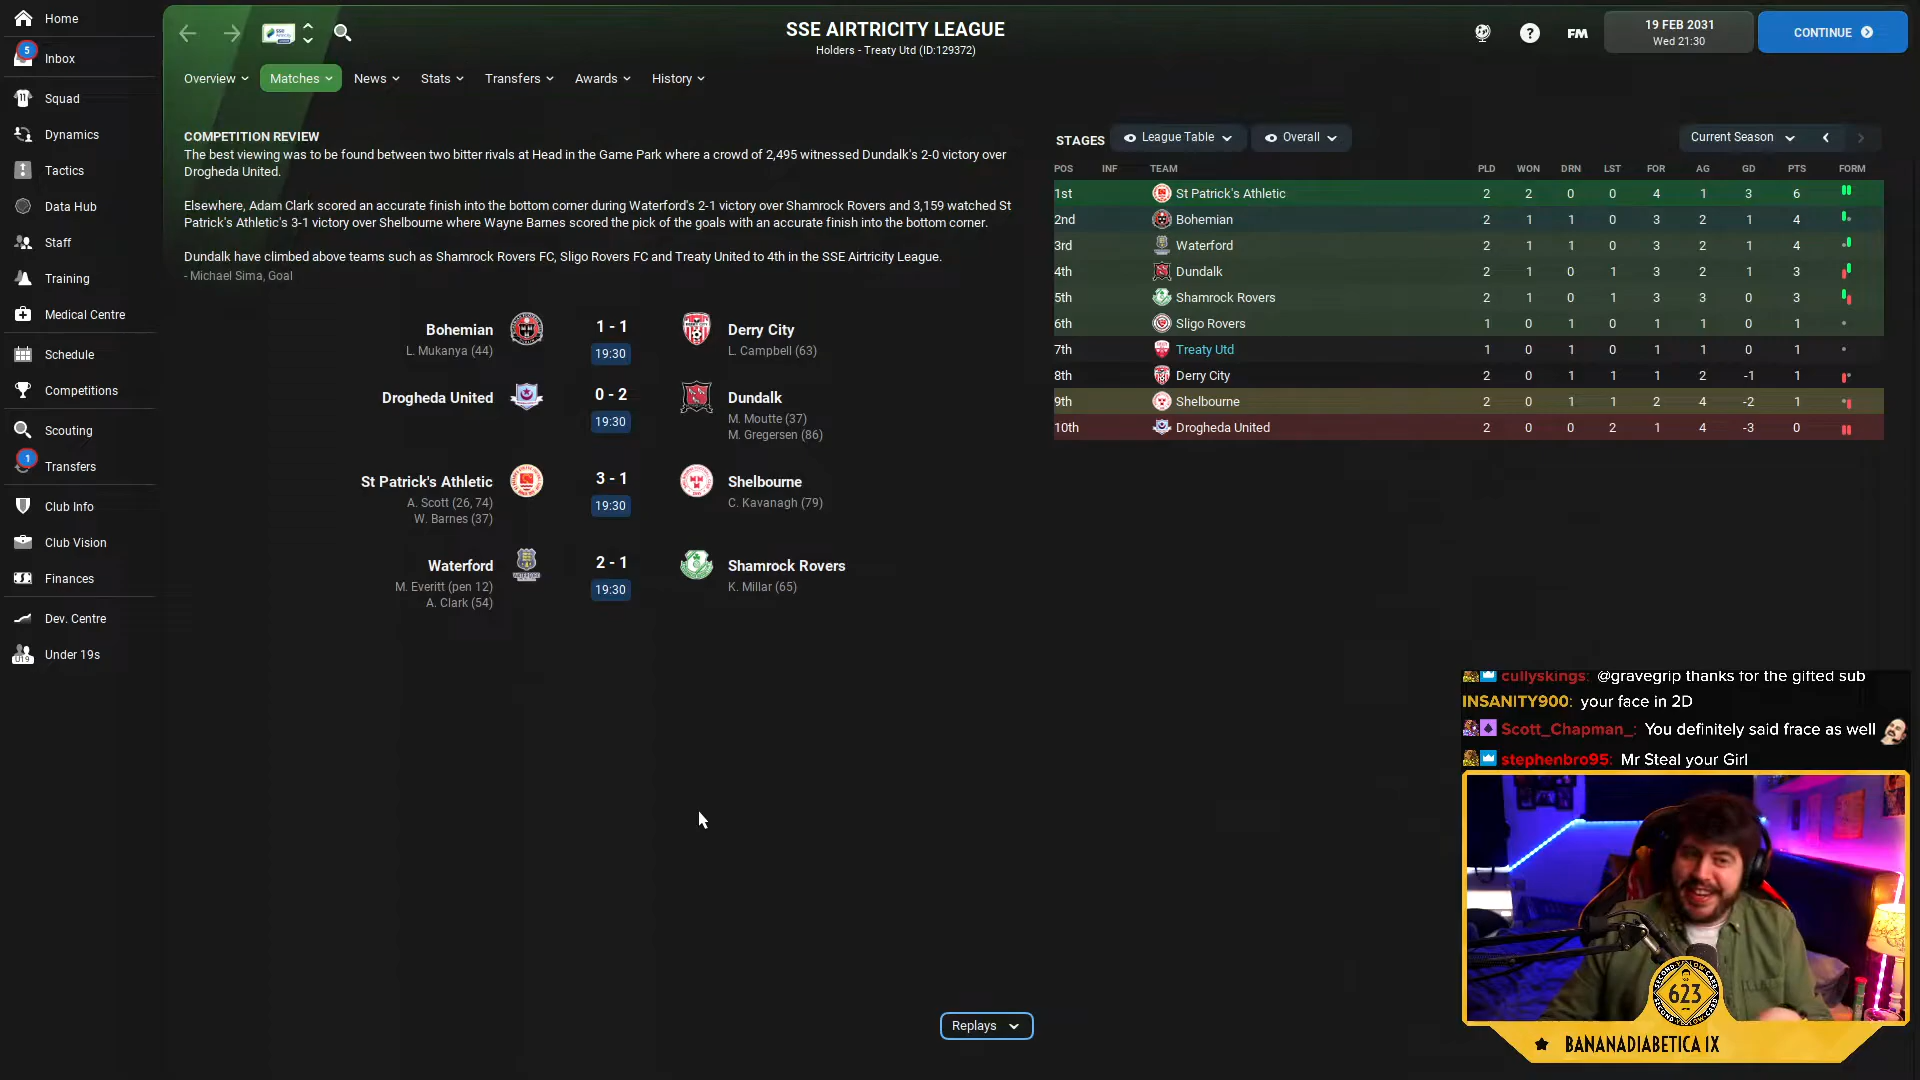 Home
5
Inbox
Squad
Dynamics
Tactics
Data Hub
Staff
Training
Medical Centre
Schedule
Competitions
Scouting
1
Transfers
Club Info
Club Vision
Finances
Dev. Centre
U19
Under 19s
SSE AIRTRICITY LEAGUE
Holders - Treaty Utd (ID:129372)
?
FM
19 FEB 2031
Wed 21:30
CONTINUE
Overview
Matches
News
Stats
Transfers
Awards
History
COMPETITION REVIEW
The best viewing was to be found between two bitter rivals at Head in the Game Park where a crowd of 2,495 witnessed Dundalk's 2-0 victory over
Drogheda United.
Elsewhere, Adam Clark scored an accurate finish into the bottom corner during Waterford's 2-1 victory over Shamrock Rovers and 3,159 watched St
Patrick's Athletic's 3-1 victory over Shelbourne where Wayne Barnes scored the pick of the goals with an accurate finish into the bottom corner.
Dundalk have climbed above teams such as Shamrock Rovers FC, Sligo Rovers FC and Treaty United to 4th in the SSE Airtricity League.
- Michael Sima, Goal
Bohemian 1 - 1 Derry City
L. Mukanya (44) 19:30 L. Campbell (63)
Drogheda United 0 - 2 Dundalk
19:30 M. Moutte (37)
M. Gregersen (86)
St Patrick's Athletic 3 - 1 Shelbourne
A. Scott (26, 74) 19:30 C. Kavanagh (79)
W. Barnes (37)
Waterford 2 - 1 Shamrock Rovers
M. Everitt (pen 12) 19:30 K. Millar (65)
A. Clark (54)
Replays
STAGES League Table Overall Current Season
POS INF TEAM PLD WON DRN LST FOR AG GD PTS FORM
1st St Patrick's Athletic 2 2 0 0 4 1 3 6
2nd Bohemian 2 1 1 0 3 2 1 4
3rd Waterford 2 1 1 0 3 2 1 4
4th Dundalk 2 1 0 1 3 2 1 3
5th Shamrock Rovers 2 1 0 1 3 3 0 3
6th Sligo Rovers 1 0 1 0 1 1 0 1
7th Treaty Utd 1 0 1 0 1 1 0 1
8th Derry City 2 0 1 1 1 2 -1 1
9th Shelbourne 2 0 1 1 2 4 -2 1
10th Drogheda United 2 0 0 2 1 4 -3 0
cullyskings: @gravegrip thanks for the gifted sub
INSANITY900: your face in 2D
Scott_Chapman_: You definitely said frace as well
stephenbro95: Mr Steal your Girl
SECOND YELLOW CARD
623
SECOND YELLOW CARD
BANANADIABETICA 1X